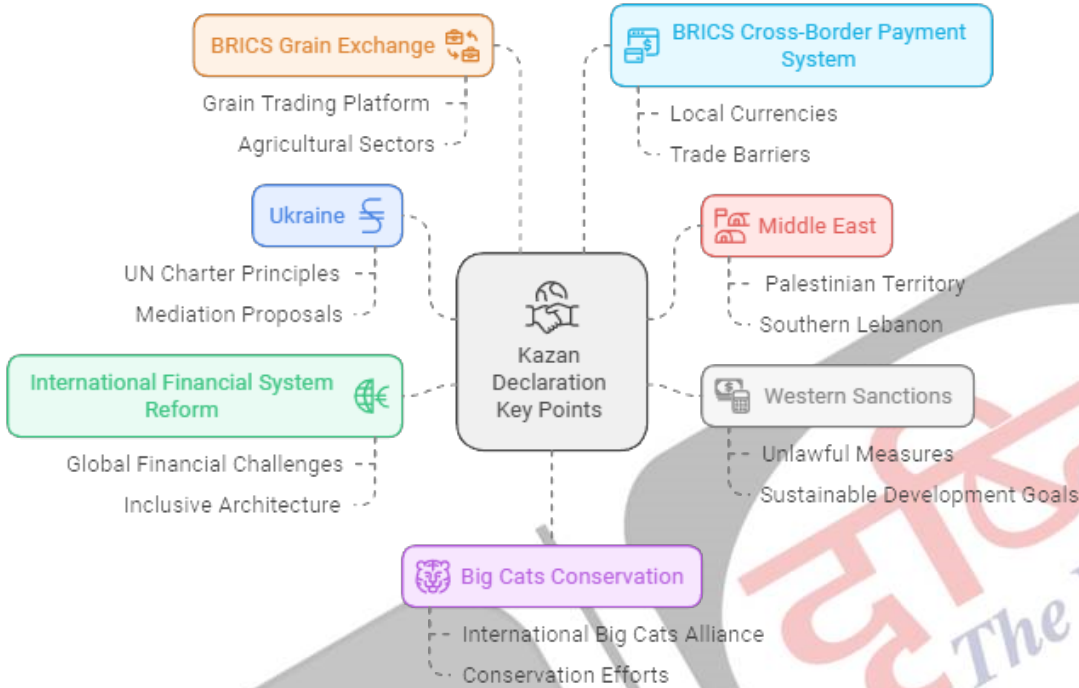 BRICS Grain Exchange
Grain Trading Platform
Agricultural Sectors
BRICS Cross-Border Payment
System
Local Currencies
Trade Barriers
Ukraine
UN Charter Principles
Mediation Proposals
Middle East
Palestinian Territory
Southern Lebanon
Kazan
Declaration
Key Points
International Financial System
Reform
Global Financial Challenges
Inclusive Architecture
Western Sanctions
Unlawful Measures
Sustainable Development Goals
Big Cats Conservation
International Big Cats Alliance
Conservation Efforts
The